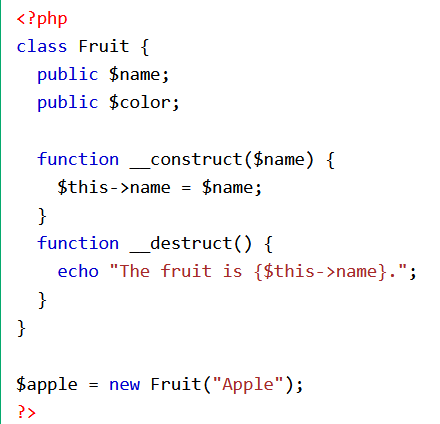 <?php
class Fruit {
  public $name;
  public $color;

  function __construct($name) {
    $this->name = $name;
  }
  function __destruct() {
    echo "The fruit is {$this->name}.";
  }
}

$apple = new Fruit("Apple");
?>